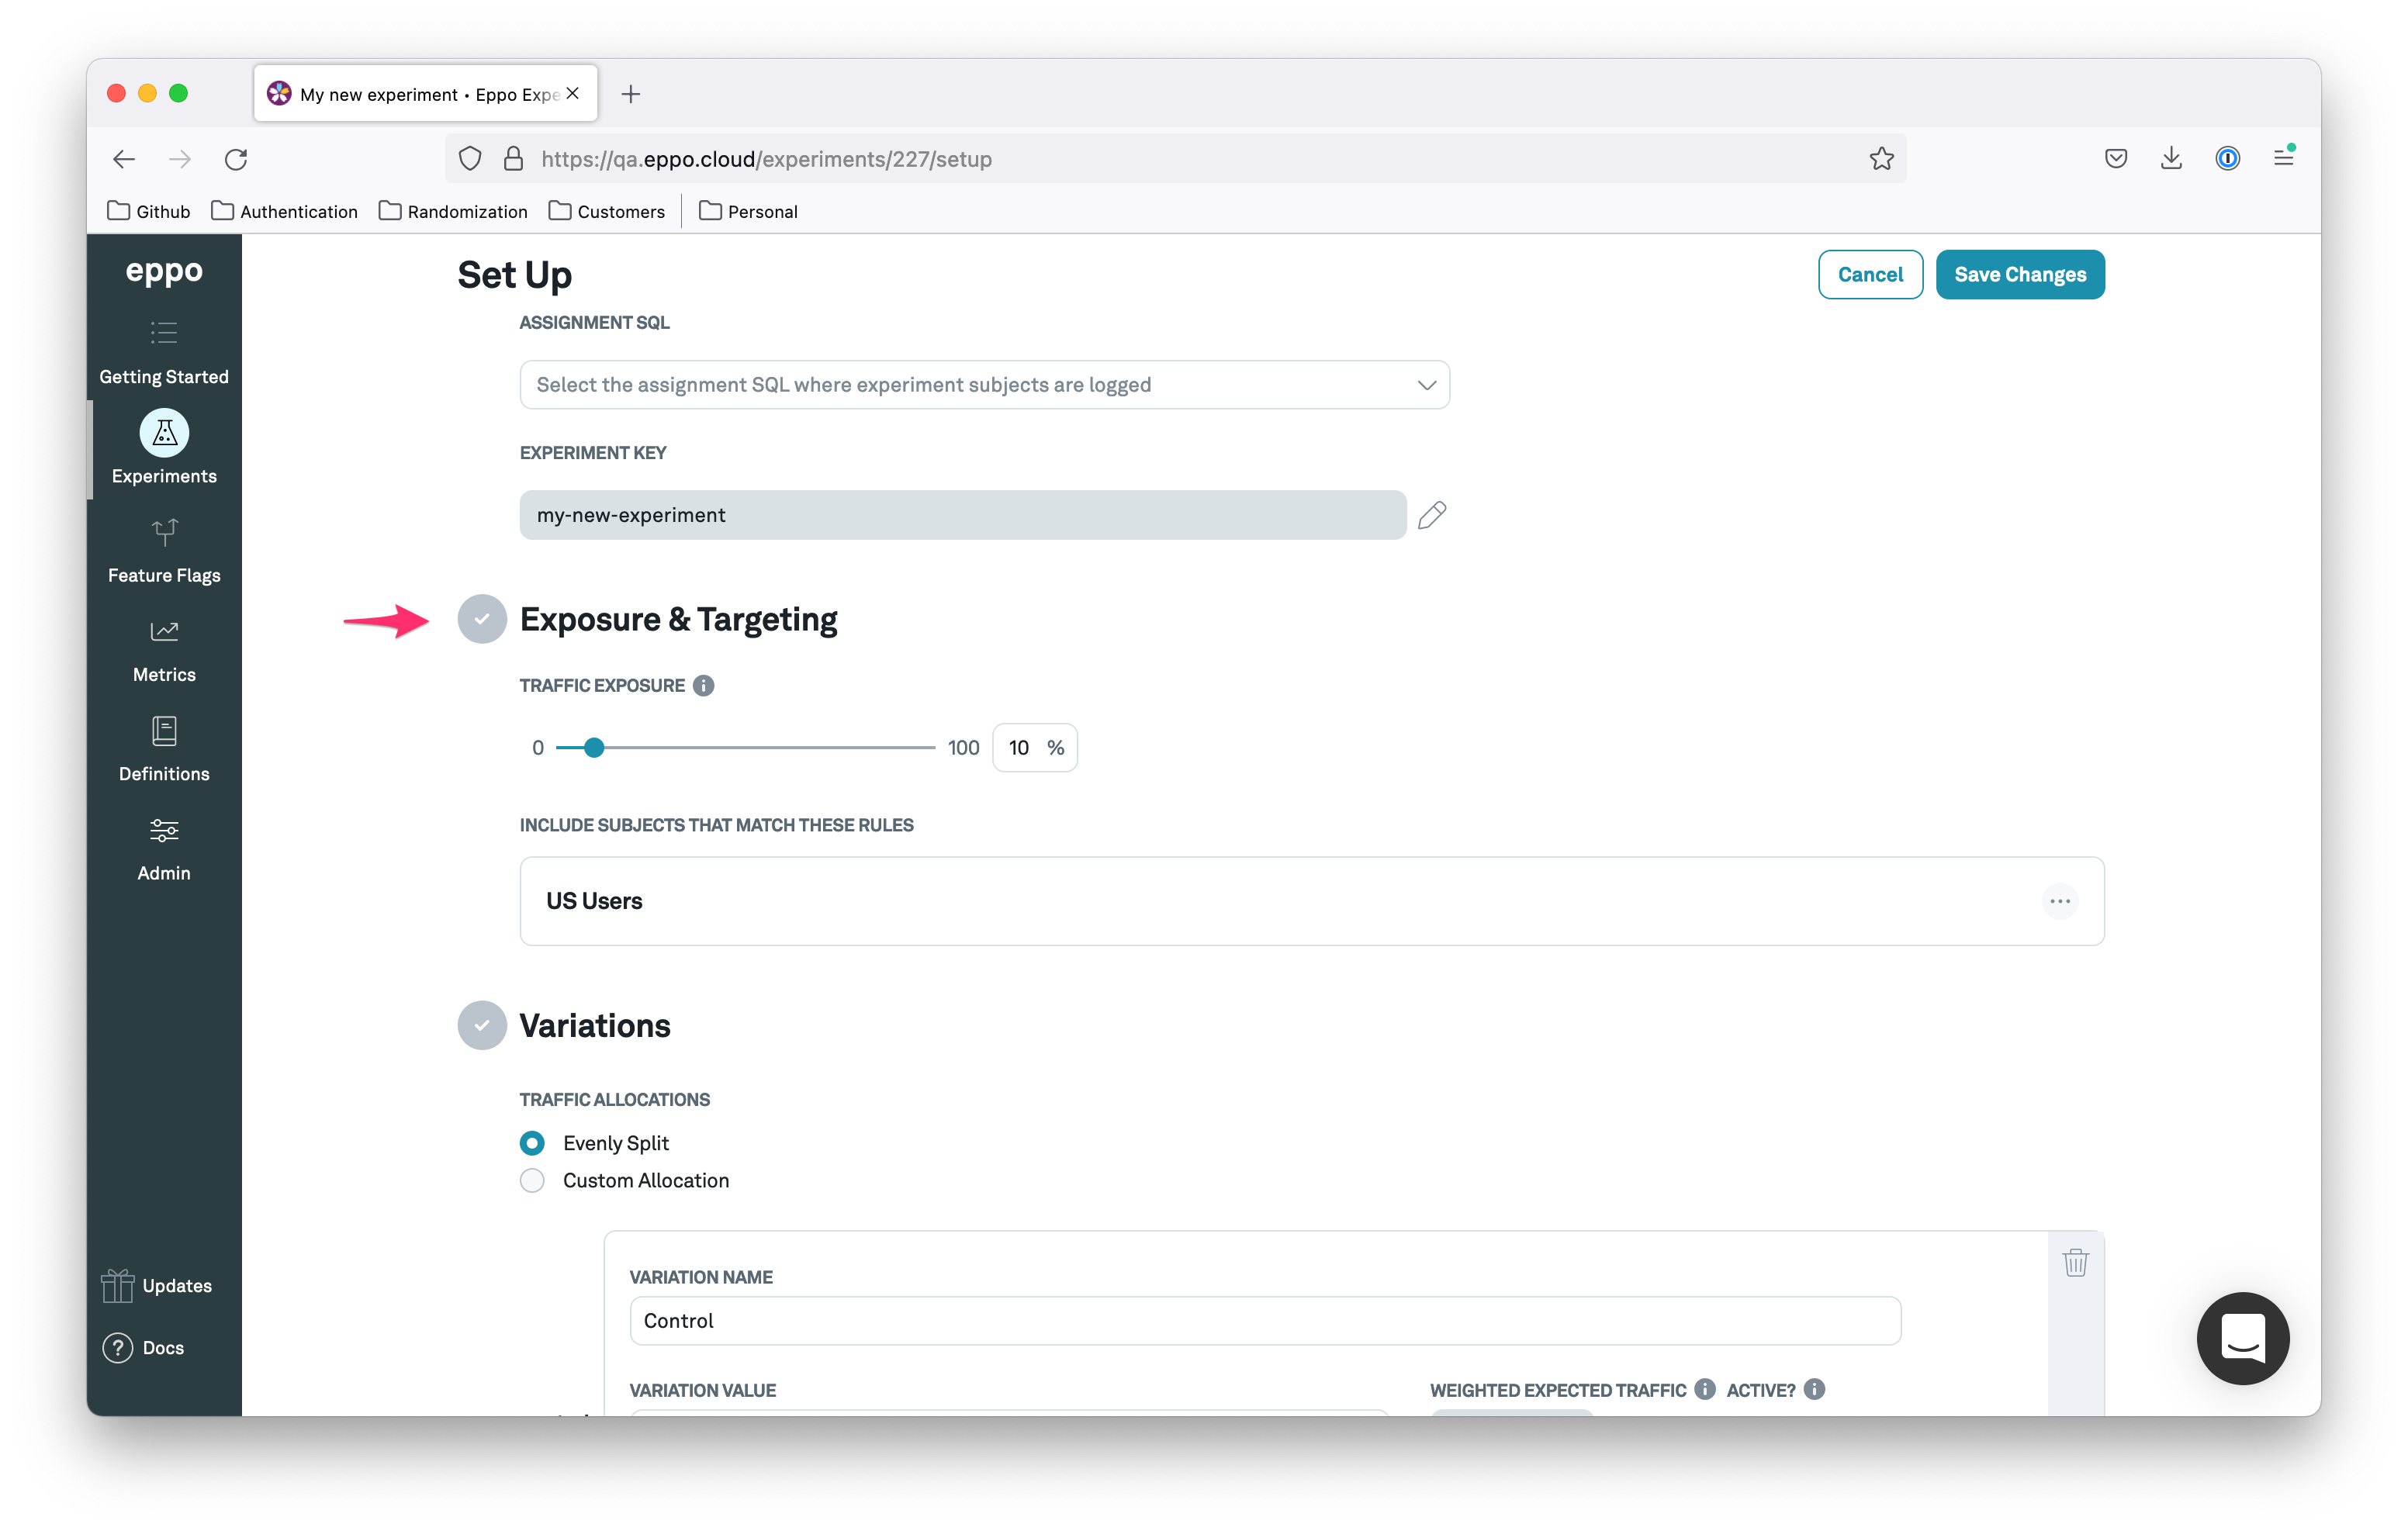 My new experiment • Eppo Expe
https://qa.eppo.cloud/experiments/227/setup
Github Authentication Randomization Customers Personal
eppo
Getting Started
Experiments
Feature Flags
Metrics
Definitions
Admin
Updates
Docs
Set Up
Cancel
Save Changes
ASSIGNMENT SQL
Select the assignment SQL where experiment subjects are logged
EXPERIMENT KEY
my-new-experiment
Exposure & Targeting
TRAFFIC EXPOSURE
0 100 10 %
INCLUDE SUBJECTS THAT MATCH THESE RULES
US Users
Variations
TRAFFIC ALLOCATIONS
Evenly Split
Custom Allocation
VARIATION NAME
Control
VARIATION VALUE
WEIGHTED EXPECTED TRAFFIC ACTIVE?